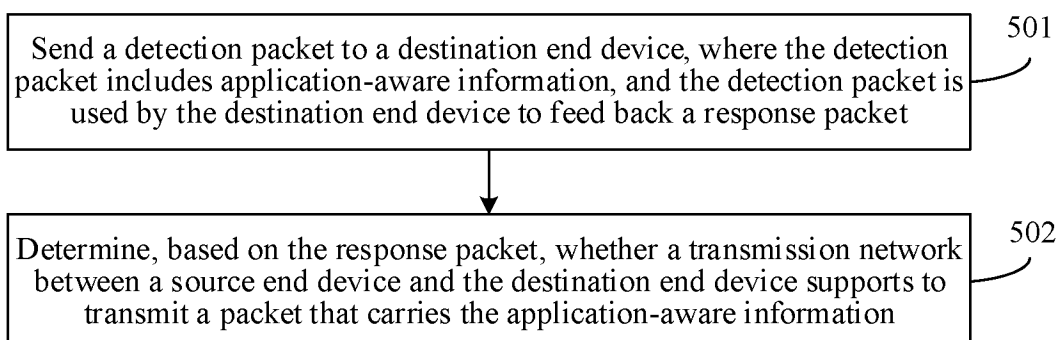 501
Send a detection packet to a destination end device, where the detection
packet includes application-aware information, and the detection packet is
used by the destination end device to feed back a response packet
502
Determine, based on the response packet, whether a transmission network
between a source end device and the destination end device supports to
transmit a packet that carries the application-aware information